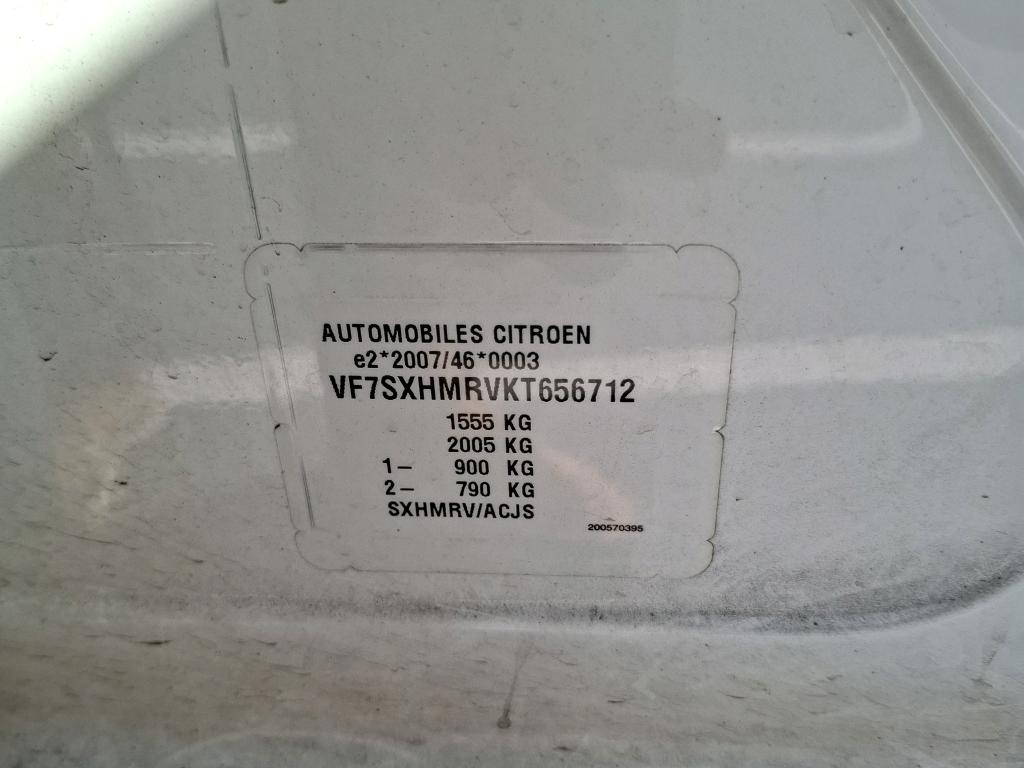 AUTOMOBILES CITROEN
e2*2007/46*0003
VF7SXHMRVKT656712
1555 KG
2005 KG
1– 900 KG
2– 790 KG
SXHMRV/ACJS
200570395